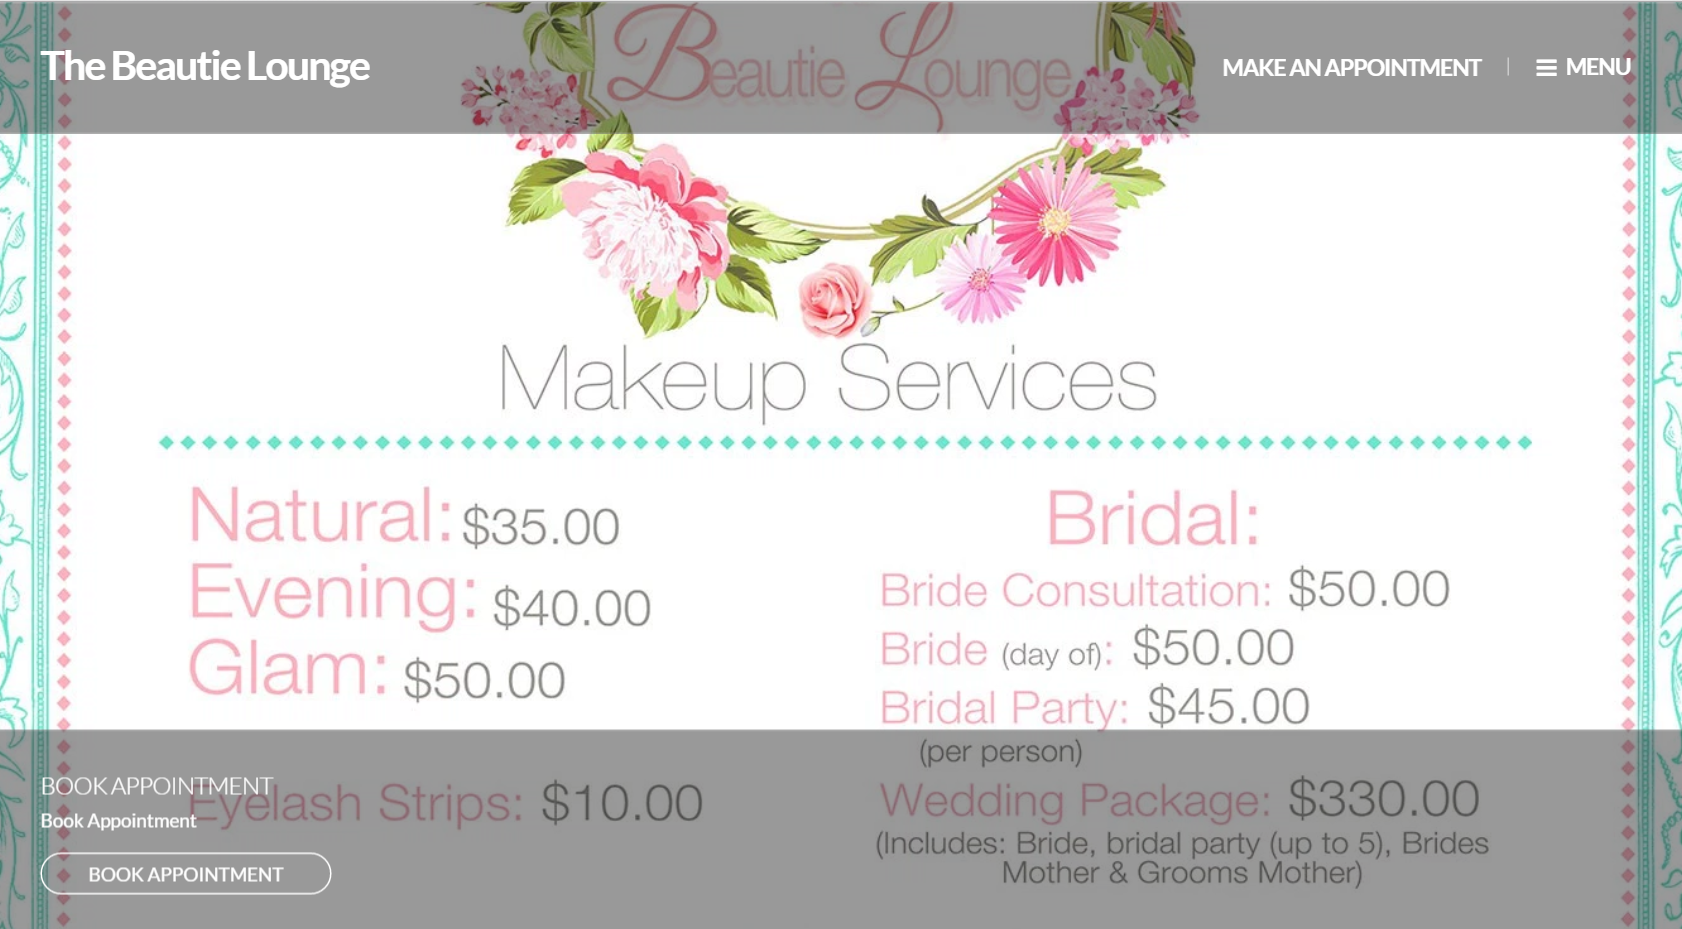 The Beautie Lounge
Beautie Lounge
MAKE AN APPOINTMENT
MENU
Makeup Services
Natural: $35.00
Evening: $40.00
Glam: $50.00
Bridal:
Bride Consultation: $50.00
Bride (day of): $50.00
Bridal Party: $45.00
(per person)
BOOK APPOINTMENT
Book Appointment
BOOK APPOINTMENT
Eyelash Strips: $10.00
Wedding Package: $330.00
(Includes: Bride, bridal party (up to 5), Brides
Mother & Grooms Mother)